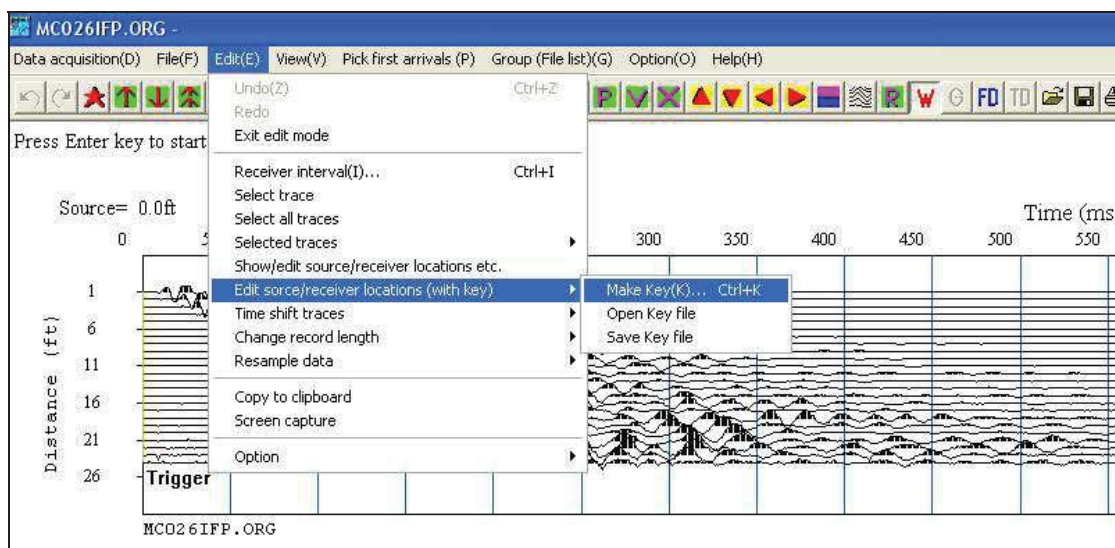 MC026IFP.ORG -
Data acquisition(D) File(F) Edit(E) View(V) Pick first arrivals (P) Group (File list)(G) Option(O) Help(H)
P R W G FD TD
Press Enter key to start
Undo(Z) Ctrl+Z
Redo
Exit edit mode
Receiver interval(I)... Ctrl+I
Select trace
Select all traces
Selected traces
Show/edit source/receiver locations etc.
Edit sorce/receiver locations (with key)
Time shift traces
Change record length
Resample data
Copy to clipboard
Screen capture
Option
Make Key(K)... Ctrl+K
Open Key file
Save Key file
Source= 0.0ft
Time (ms
0 300 350 400 450 500 550
Distance (ft)
1
6
11
16
21
26
Trigger
MC026IFP.ORG